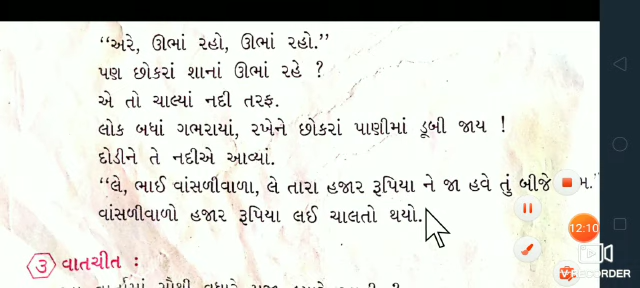 “અરે, ઊભાં રહો, ઊભાં રહો.”
પણ છોકરાં શાનાં ઊભાં રહે ?
એ તો ચાલ્યાં નદી તરફ.
લોક બધાં ગભરાયાં, રખેને છોકરાં પાણીમાં ડૂબી જાય !
દોડીને તે નદીએ આવ્યાં.
“લે, ભાઈ વાંસળીવાળા, લે તારા હજાર રૂપિયા ને જા હવે તું બીજે
વાંસળીવાળો હજાર રૂપિયા લઈ ચાલતો થયો.
12:10
૩ વાતચીત :
RECORDER